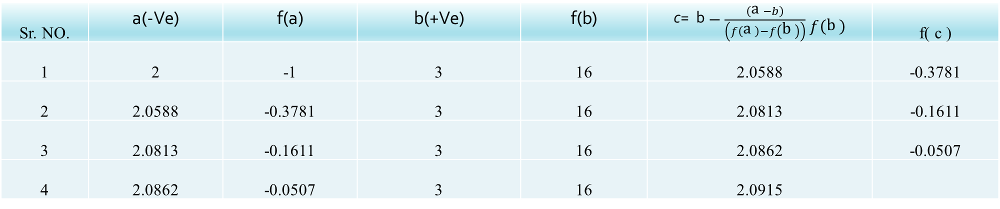 Sr. NO. a(-Ve) f(a) b(+Ve) f(b) c= b − (a −b)/(f(a)−f(b)) f(b) f( c )
1 2 -1 3 16 2.0588 -0.3781
2 2.0588 -0.3781 3 16 2.0813 -0.1611
3 2.0813 -0.1611 3 16 2.0862 -0.0507
4 2.0862 -0.0507 3 16 2.0915